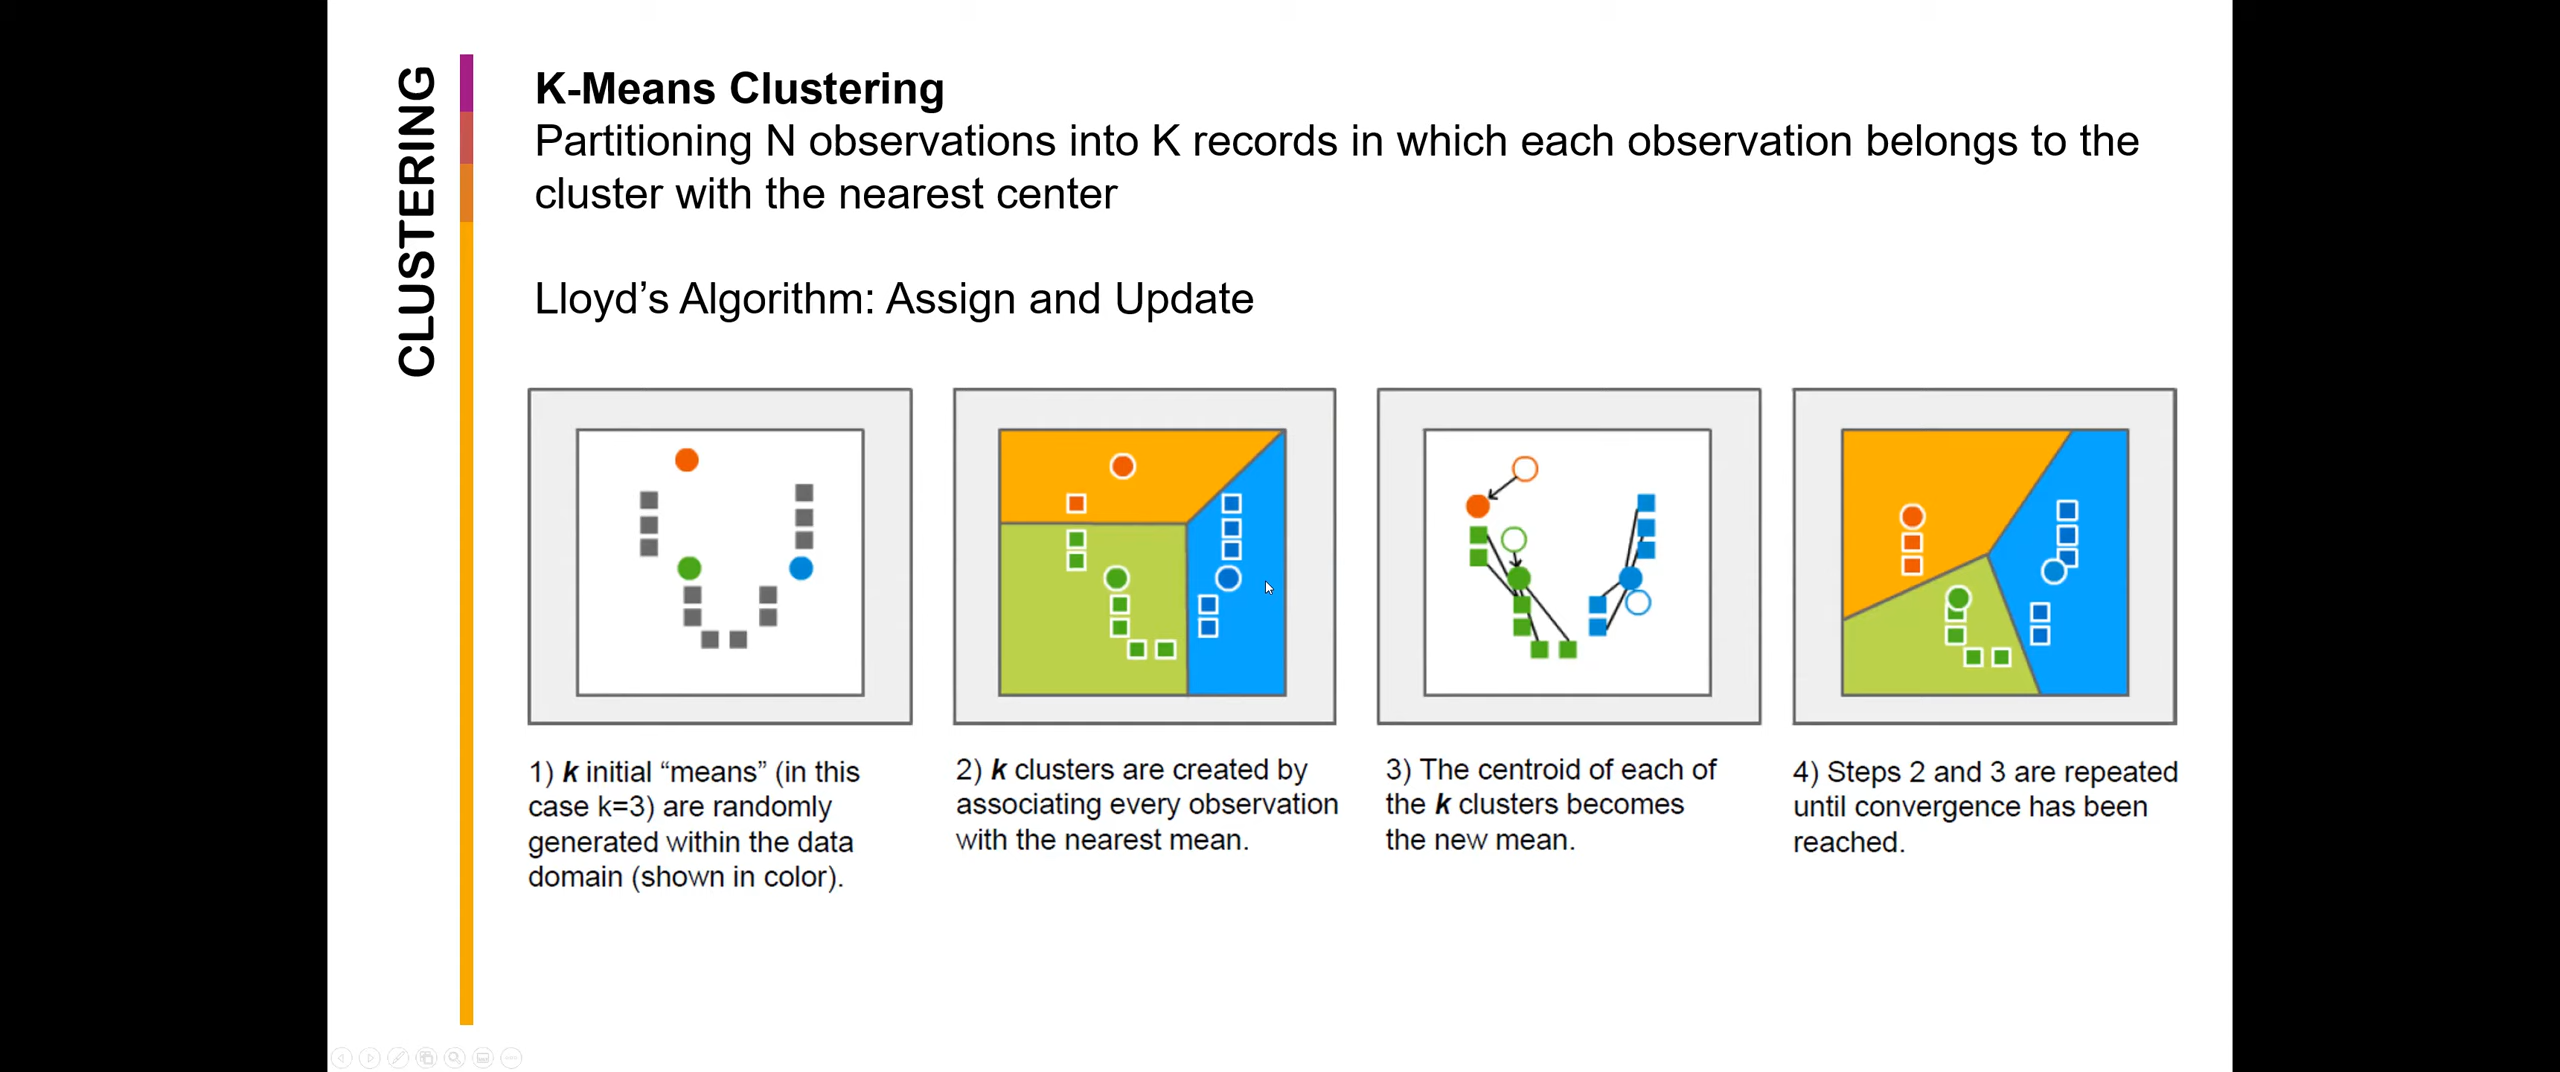 CLUSTERING
K-Means Clustering
Partitioning N observations into K records in which each observation belongs to the
cluster with the nearest center
Lloyd’s Algorithm: Assign and Update
1) k initial “means” (in this
case k=3) are randomly
generated within the data
domain (shown in color).
2) k clusters are created by
associating every observation
with the nearest mean.
3) The centroid of each of
the k clusters becomes
the new mean.
4) Steps 2 and 3 are repeated
until convergence has been
reached.